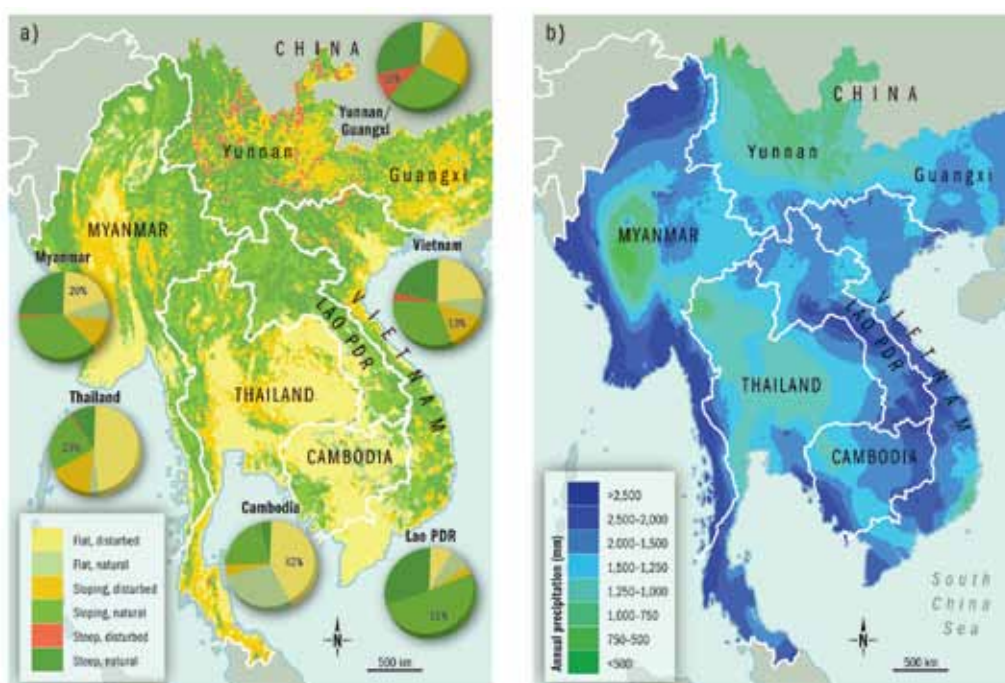 a)
CHINA
Yunnan/
Guangxi
Yunnan
Guangxi
MYANMAR
Myanmar
20%
Vietnam
13%
VIETNAM
LAO PDR
Thailand
THAILAND
CAMBODIA
Cambodia
Lao PDR
Flat, disturbed
Flat, natural
Sloping, disturbed
Sloping, natural
Steep, disturbed
Steep, natural
N
500 km
b)
CHINA
Yunnan
Guangxi
MYANMAR
VIETNAM
LAO PDR
THAILAND
CAMBODIA
Annual precipitation (mm)
>2,500
2,500-2,000
2,000-1,500
1,500-1,250
1,250-1,000
1,000-750
750-500
<500
South
China
Sea
N
500 km